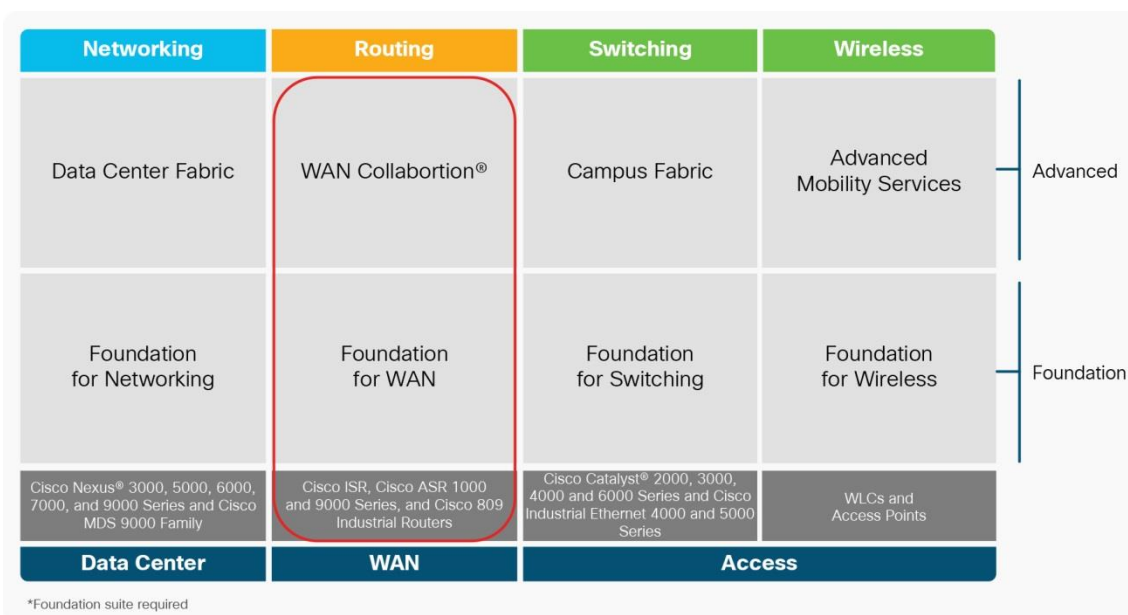 Networking
Routing
Switching
Wireless
Data Center Fabric
WAN Collabortion®
Campus Fabric
Advanced
Mobility Services
Advanced
Foundation
for Networking
Foundation
for WAN
Foundation
for Switching
Foundation
for Wireless
Foundation
Cisco Nexus® 3000, 5000, 6000,
7000, and 9000 Series and Cisco
MDS 9000 Family
Cisco ISR, Cisco ASR 1000
and 9000 Series, and Cisco 809
Industrial Routers
Cisco Catalyst® 2000, 3000,
4000 and 6000 Series and Cisco
Industrial Ethernet 4000 and 5000
Series
WLCs and
Access Points
Data Center
WAN
Access
*Foundation suite required